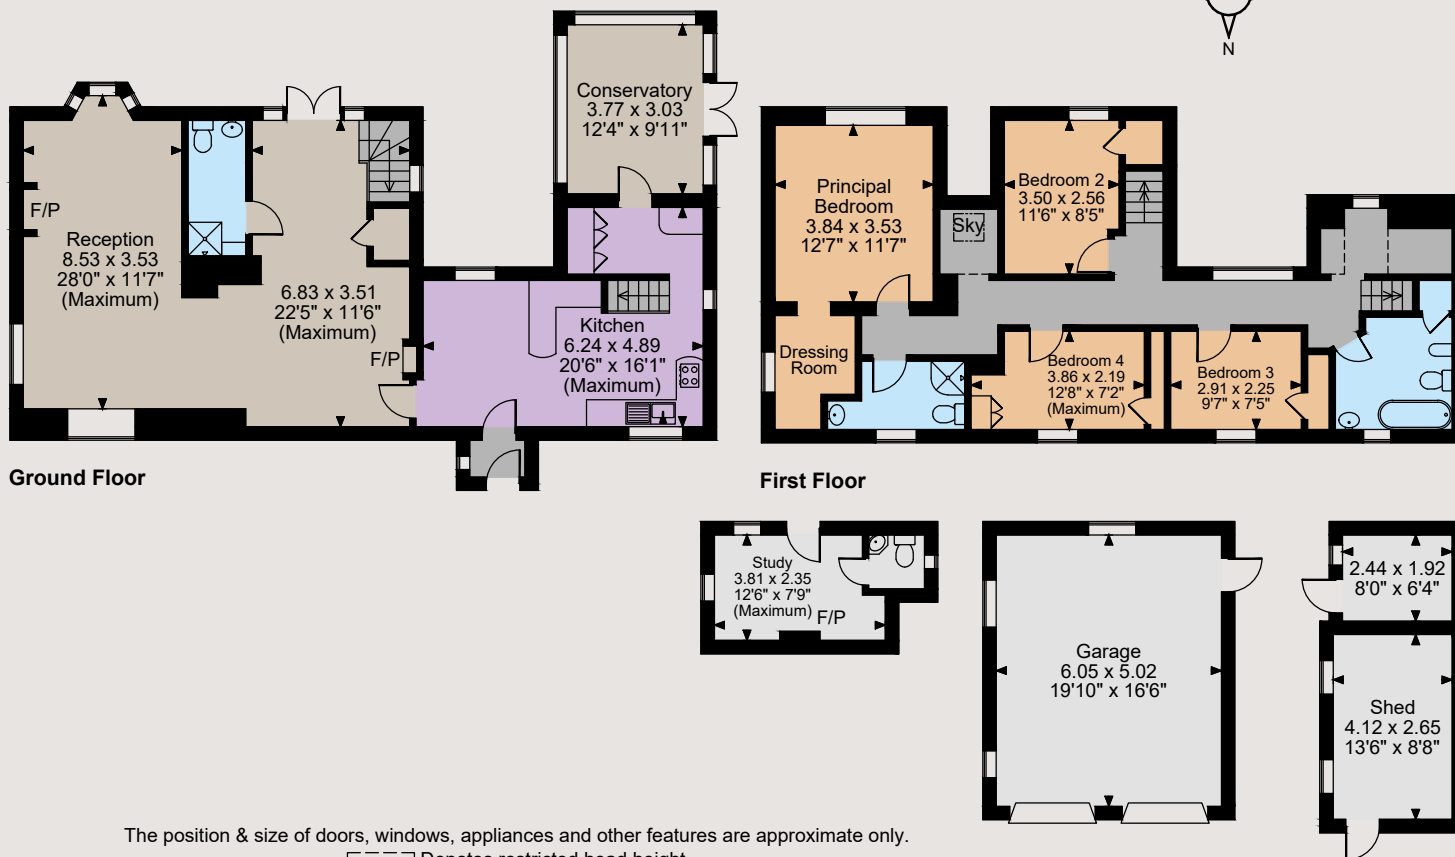 N
Conservatory
3.77 x 3.03
12'4" x 9'11"
F/P
Reception
8.53 x 3.53
28'0" x 11'7"
(Maximum)
6.83 x 3.51
22'5" x 11'6"
(Maximum)
F/P
Kitchen
6.24 x 4.89
20'6" x 16'1"
(Maximum)
Ground Floor
Principal
Bedroom
3.84 x 3.53
12'7" x 11'7"
Sky
Bedroom 2
3.50 x 2.56
11'6" x 8'5"
Dressing
Room
Bedroom 4
3.86 x 2.19
12'8" x 7'2"
(Maximum)
Bedroom 3
2.91 x 2.25
9'7" x 7'5"
First Floor
Study
3.81 x 2.35
12'6" x 7'9"
(Maximum)
F/P
Garage
6.05 x 5.02
19'10" x 16'6"
2.44 x 1.92
8'0" x 6'4"
Shed
4.12 x 2.65
13'6" x 8'8"
The position & size of doors, windows, appliances and other features are approximate only.
Denotes restricted head height